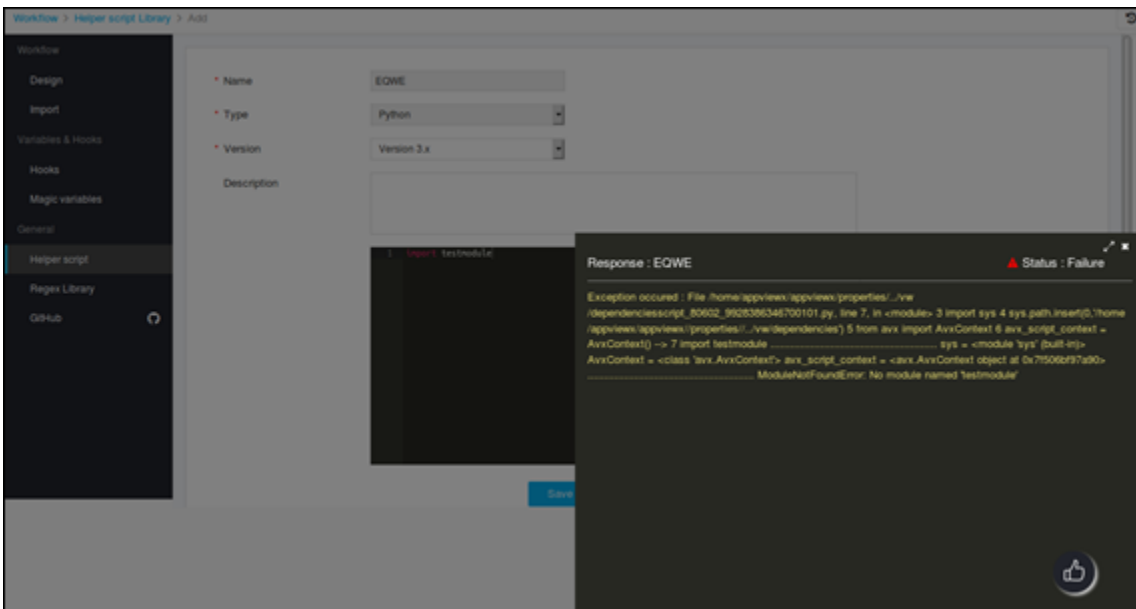 Workflow > Helper script Library > Add
Workflow
Design
Import
Variables & Hooks
Hooks
Magic variables
General
Helper script
Regex Library
GitHub
* Name
EQWE
* Type
Python
* Version
Version 3.x
Description
1 import testmodule
Save
Response : EQWE
Status : Failure
Exception occured : File /home/appviewx/appviewx/properties/../vw
/dependenciesscript_80602_9928386346700101.py, line 7, in <module> 3 import sys 4 sys.path.insert(0,'/home
/appviewx/appviewx//properties//../vw/dependencies') 5 from avx import AvxContext 6 avx_script_context =
AvxContext() --> 7 import testmodule ................................................... sys = <module 'sys' (built-in)>
AvxContext = <class 'avx.AvxContext'> avx_script_context = <avx.AvxContext object at 0x7f506bf97a90>
................................................... ModuleNotFoundError: No module named 'testmodule'